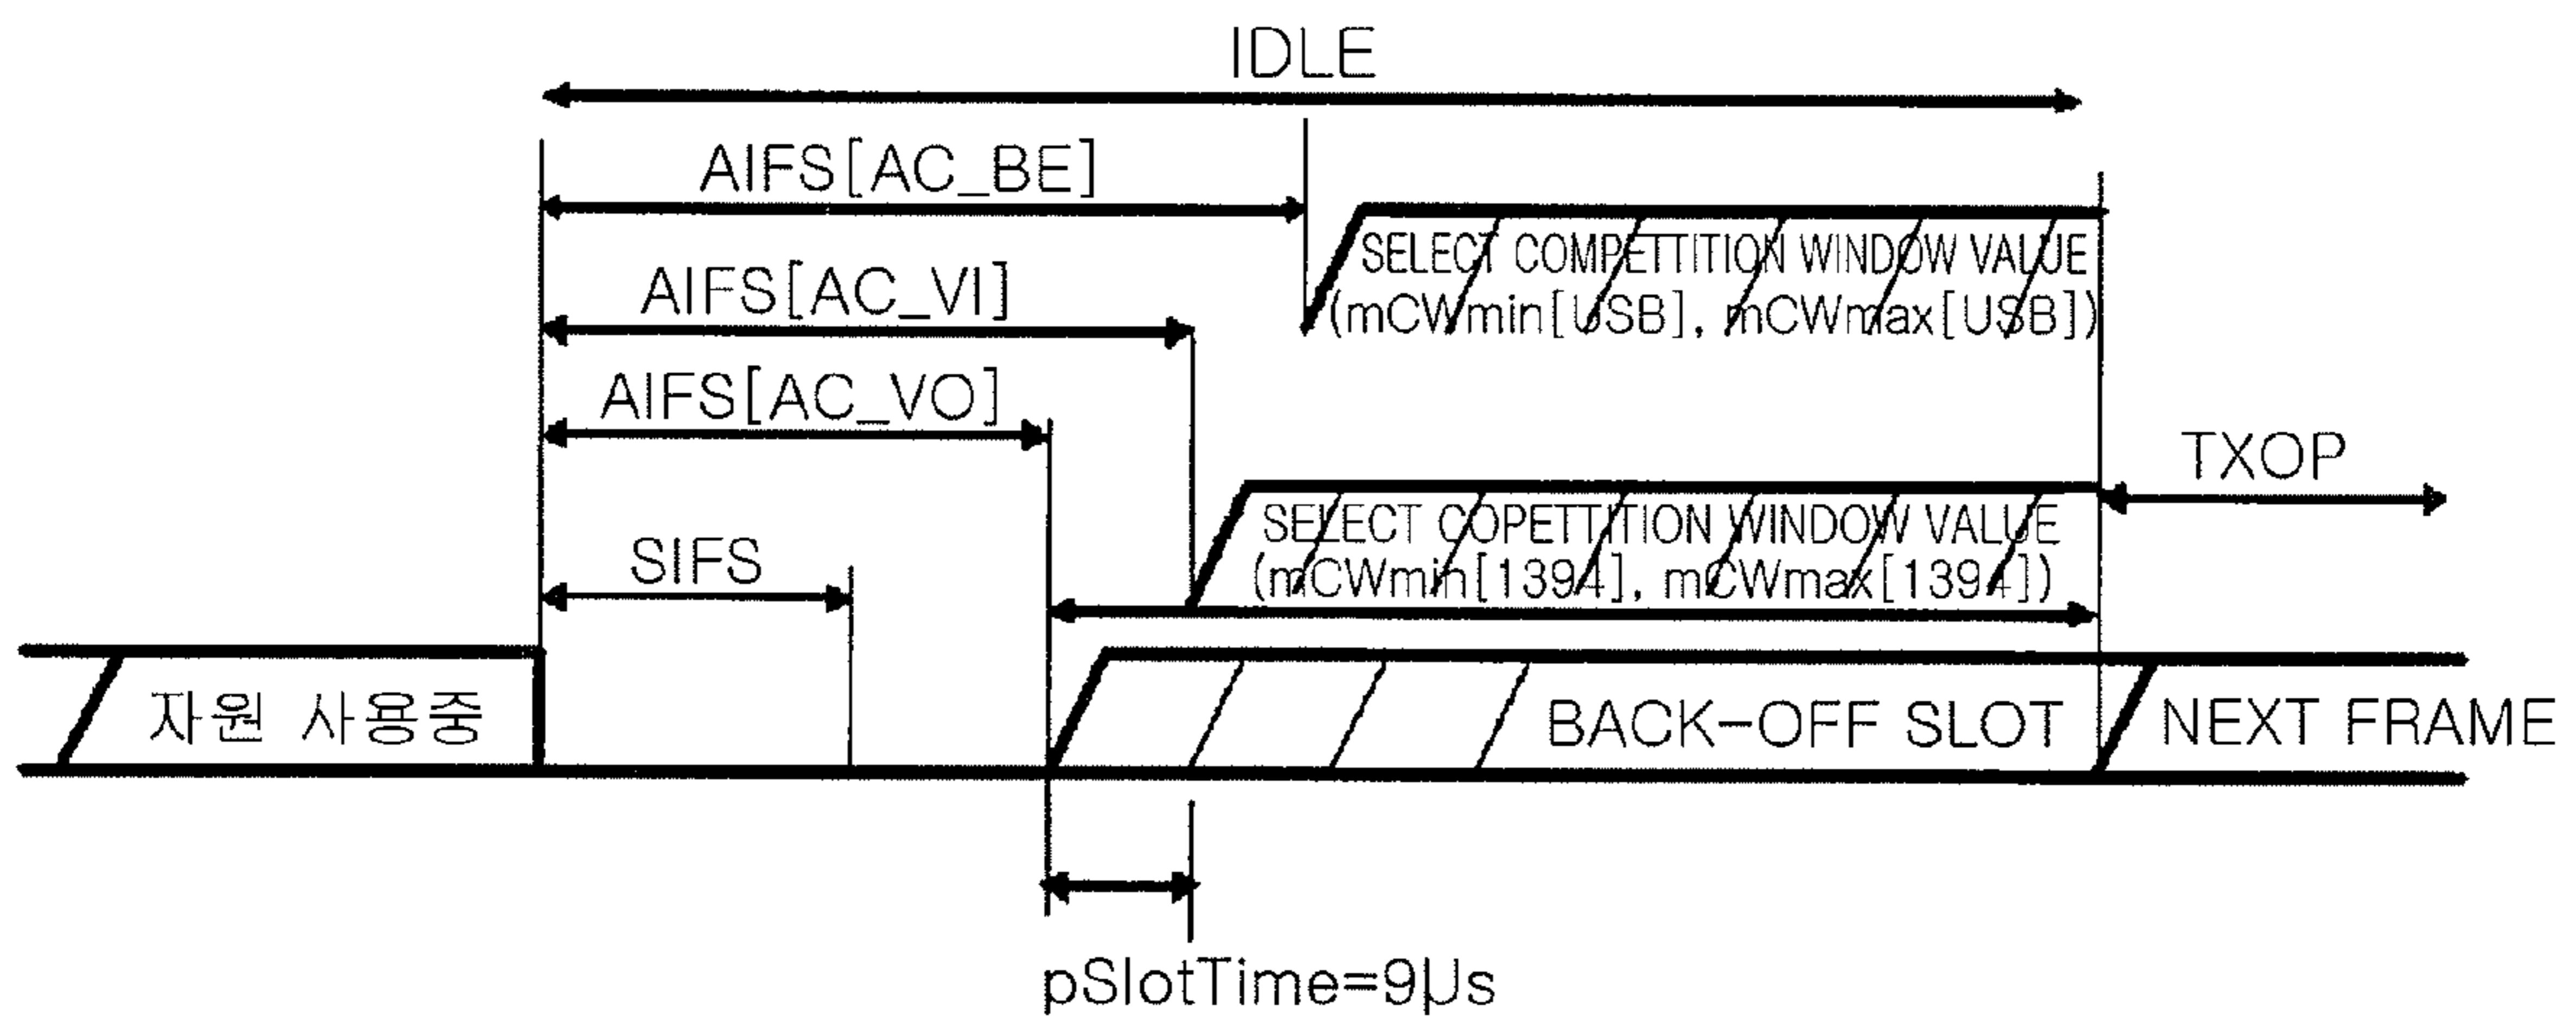 IDLE
AIFS[AC_BE]
SELECT COMPETTITION WINDOW VALUE
(mCWmin[USB], mCWmax[USB])
AIFS[AC_VI]
AIFS[AC_VO]
TXOP
SELECT COPETTITION WINDOW VALUE
(mCWmin[1394], mCWmax[1394])
SIFS
자원 사용중
BACK-OFF SLOT
NEXT FRAME
pSlotTime=9μs